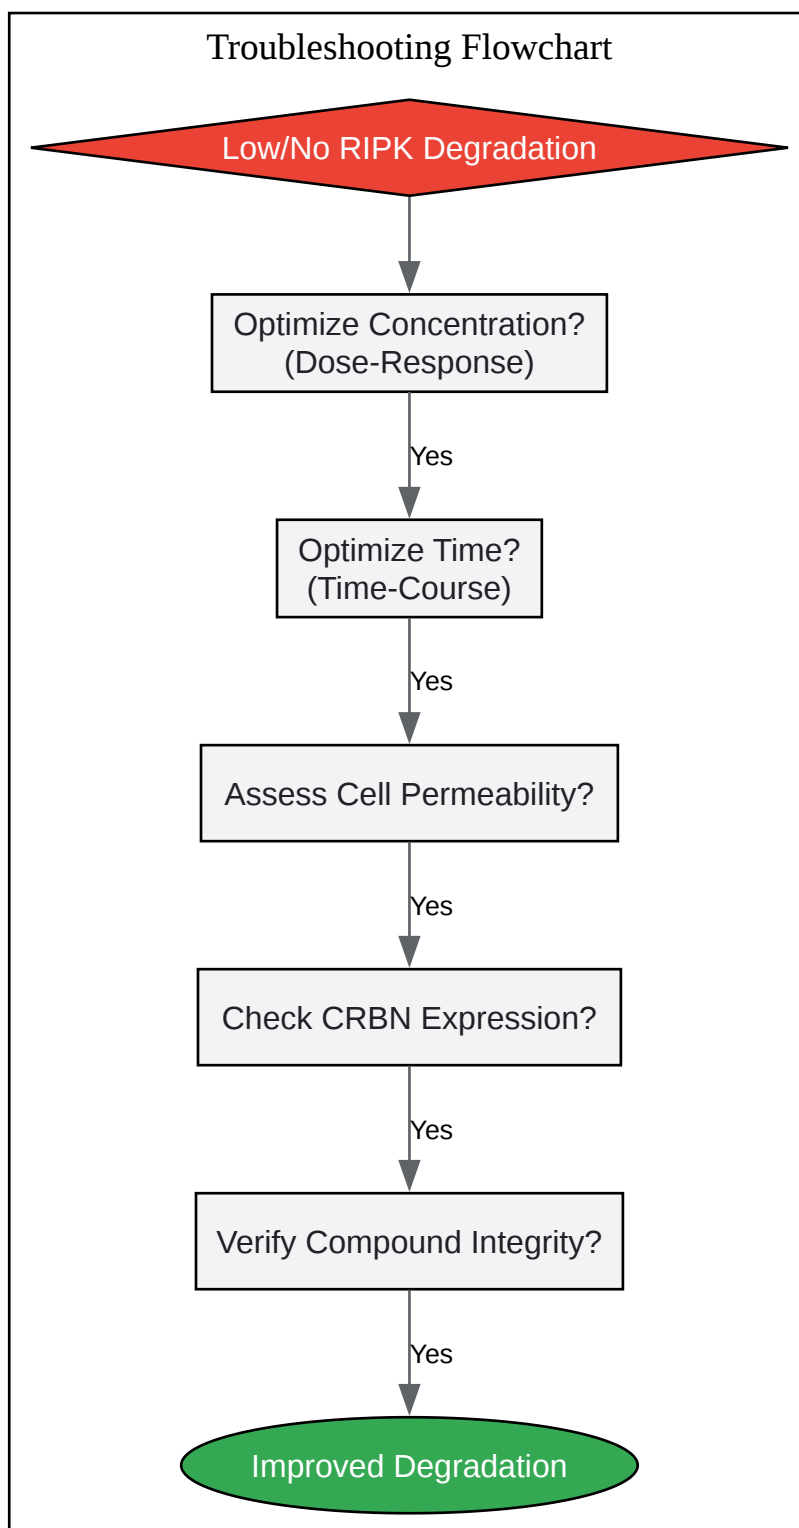 Troubleshooting Flowchart
Low/No RIPK Degradation
Optimize Concentration?
(Dose-Response)
Yes
Optimize Time?
(Time-Course)
Yes
Assess Cell Permeability?
Yes
Check CRBN Expression?
Yes
Verify Compound Integrity?
Yes
Improved Degradation